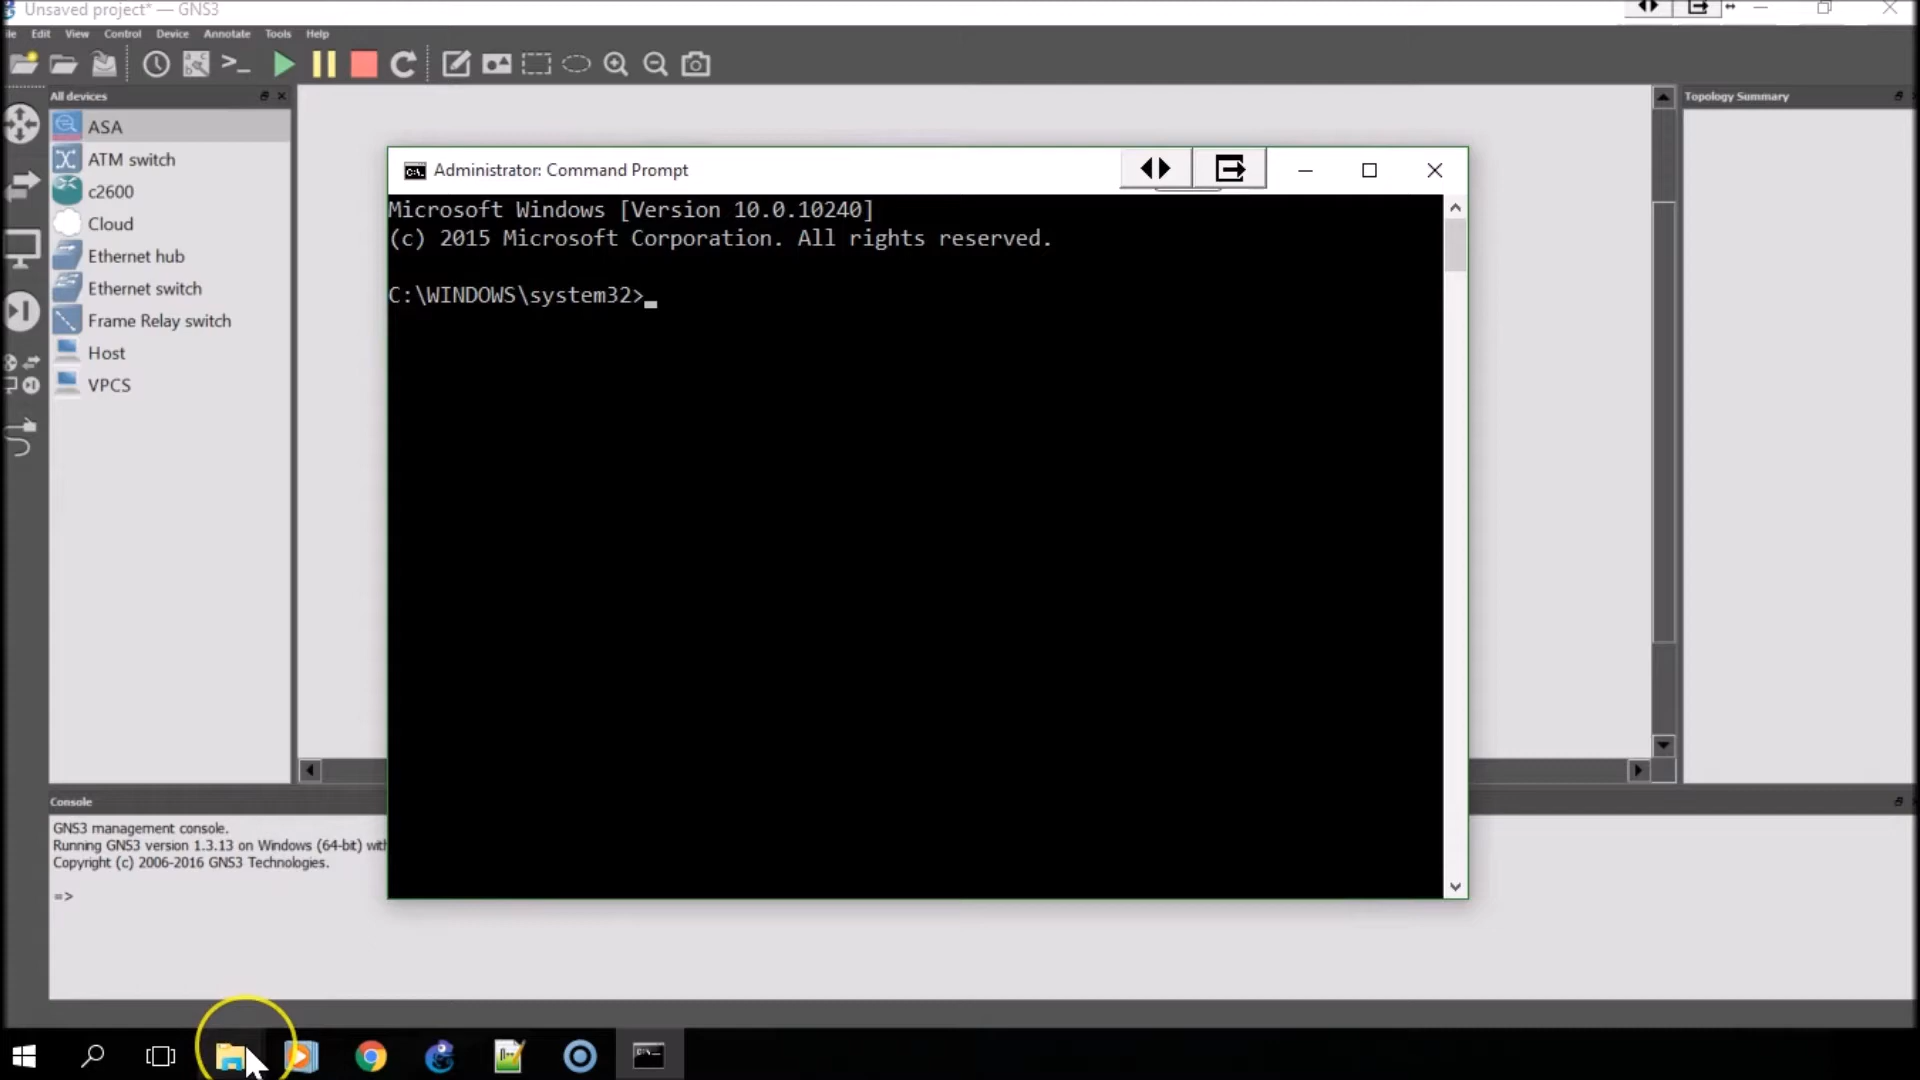 Unsaved project* — GNS3
ile Edit View Control Device Annotate Tools Help
All devices
Topology Summary
ASA
ATM switch
c2600
Cloud
Ethernet hub
Ethernet switch
Frame Relay switch
Host
VPCS
Administrator: Command Prompt
Microsoft Windows [Version 10.0.10240]
(c) 2015 Microsoft Corporation. All rights reserved.
C:\WINDOWS\system32>
Console
GNS3 management console.
Running GNS3 version 1.3.13 on Windows (64-bit) with
Copyright (c) 2006-2016 GNS3 Technologies.
=>